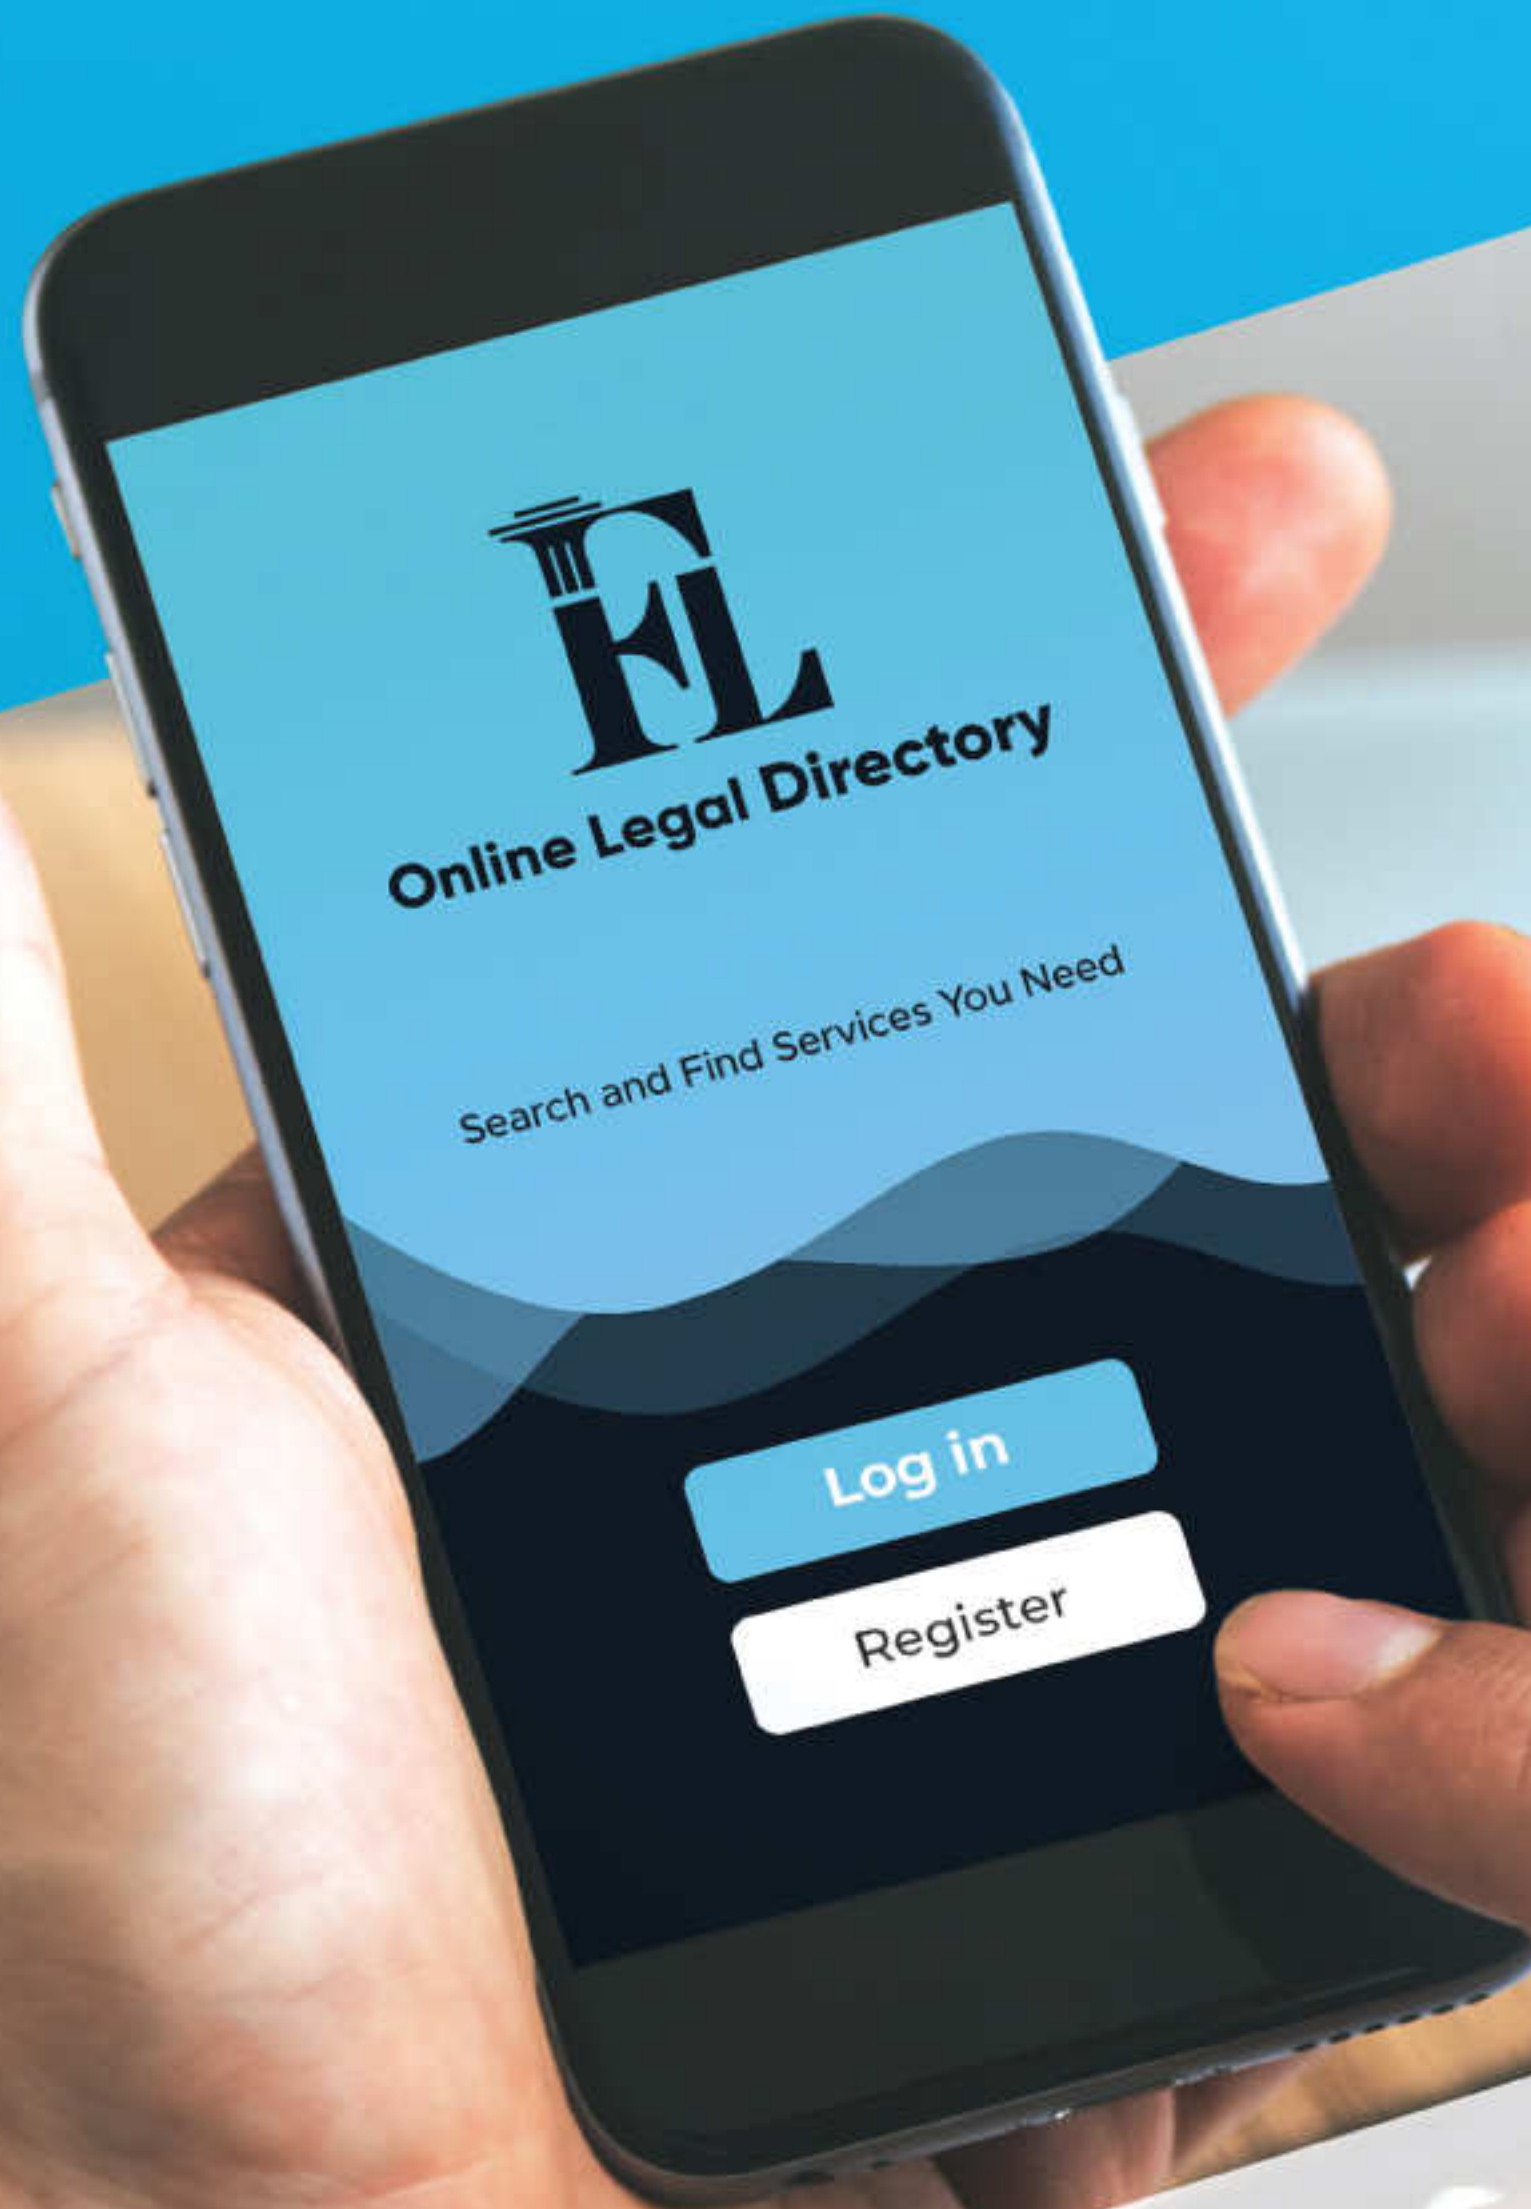 FL
Online Legal Directory
Search and Find Services You Need
Log in
Register